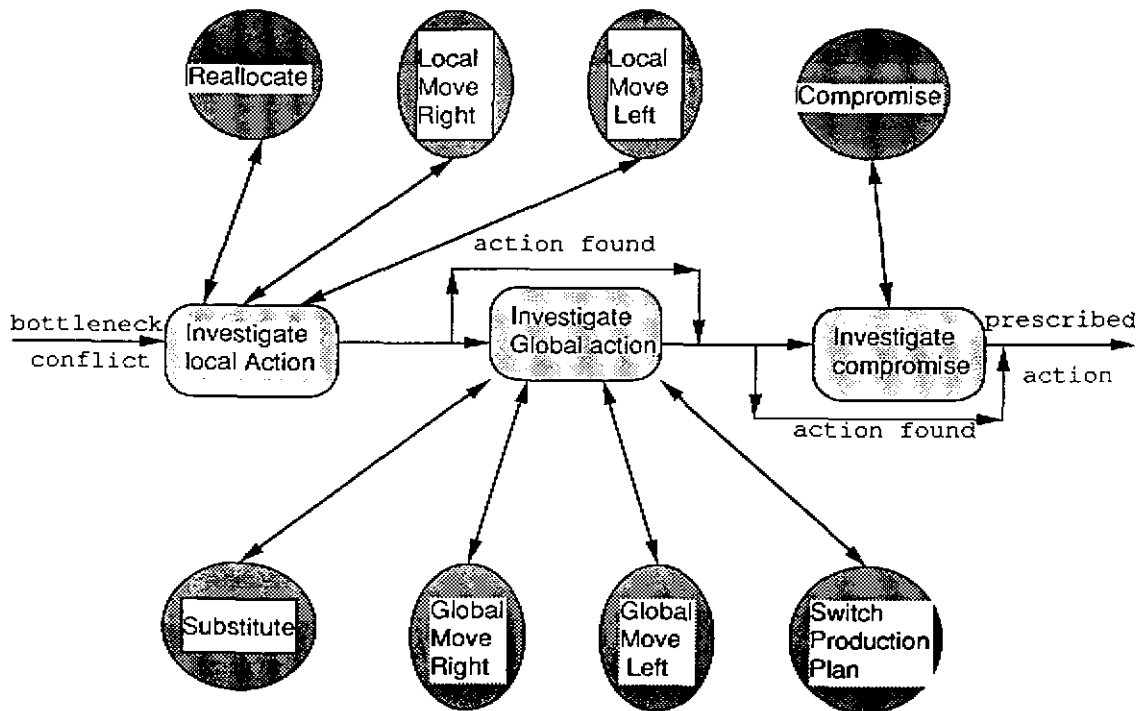 Reallocate
Local
Move
Right
Local
Move
Left
Compromise
action found
bottleneck
conflict
Investigate
local Action
Investigate
Global action
Investigate
compromise
prescribed
action
action found
Substitute
Global
Move
Right
Global
Move
Left
Switch
Production
Plan